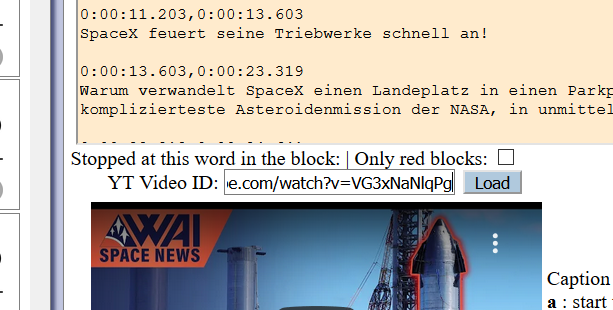 0:00:11.203,0:00:13.603
SpaceX feuert seine Triebwerke schnell an!
0:00:13.603,0:00:23.319
Warum verwandelt SpaceX einen Landeplatz in einen Parkp
komplizierteste Asteroidenmission der NASA, in unmittel
Stopped at this word in the block: | Only red blocks:
YT Video ID: oe.com/watch?v=VG3xNaNlqPg Load
WAI
SPACE NEWS
Caption
a : start